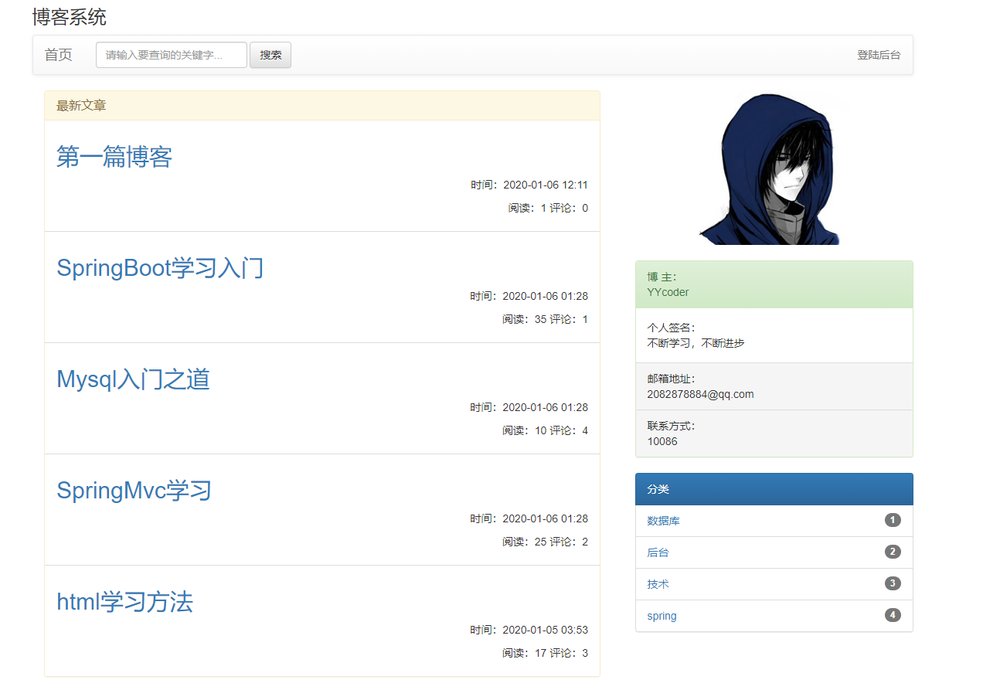 博客系统
首页
请输入要查询的关键字...
搜索
登陆后台
最新文章
第一篇博客
时间：2020-01-06 12:11
阅读：1 评论：0
SpringBoot学习入门
时间：2020-01-06 01:28
阅读：35 评论：1
Mysql入门之道
时间：2020-01-06 01:28
阅读：10 评论：4
SpringMvc学习
时间：2020-01-06 01:28
阅读：25 评论：2
html学习方法
时间：2020-01-05 03:53
阅读：17 评论：3
博 主：
YYcoder
个人签名：
不断学习，不断进步
邮箱地址：
2082878884@qq.com
联系方式：
10086
分类
数据库 1
后台 2
技术 3
spring 4